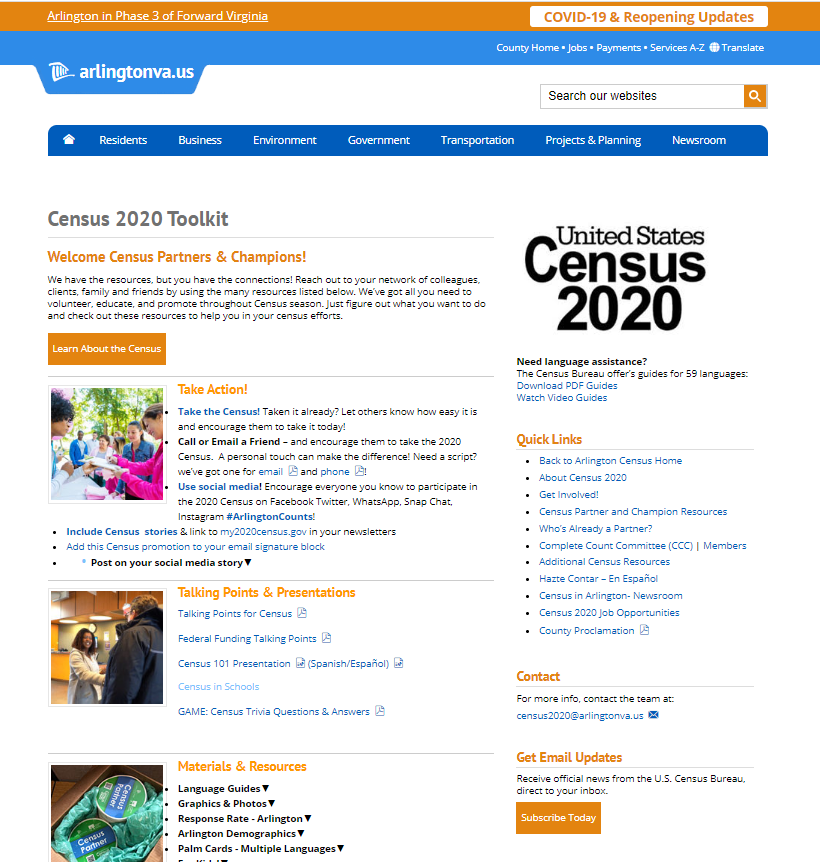 Arlington in Phase 3 of Forward Virginia
COVID-19 & Reopening Updates
County Home • Jobs • Payments • Services A-Z Translate
arlingtonva.us
Search our websites
Residents Business Environment Government Transportation Projects & Planning Newsroom
Census 2020 Toolkit
Welcome Census Partners & Champions!
We have the resources, but you have the connections! Reach out to your network of colleagues,
clients, family and friends by using the many resources listed below. We've got all you need to
volunteer, educate, and promote throughout Census season. Just figure out what you want to do
and check out these resources to help you in your census efforts.
Learn About the Census
Take Action!
• Take the Census! Taken it already? Let others know how easy it is
and encourage them to take it today!
• Call or Email a Friend – and encourage them to take the 2020
Census. A personal touch can make the difference! Need a script?
we've got one for email and phone !
• Use social media! Encourage everyone you know to participate in
the 2020 Census on Facebook Twitter, WhatsApp, Snap Chat,
Instagram #ArlingtonCounts!
• Include Census stories & link to my2020census.gov in your newsletters
• Add this Census promotion to your email signature block
• * Post on your social media story▼
Talking Points & Presentations
Talking Points for Census
Federal Funding Talking Points
Census 101 Presentation (Spanish/Español)
Census in Schools
GAME: Census Trivia Questions & Answers
Materials & Resources
Census Partner
Census Partner
• Language Guides▼
• Graphics & Photos▼
• Response Rate - Arlington▼
• Arlington Demographics▼
• Palm Cards - Multiple Languages▼
United States
Census
2020
Need language assistance?
The Census Bureau offer's guides for 59 languages:
Download PDF Guides
Watch Video Guides
Quick Links
• Back to Arlington Census Home
• About Census 2020
• Get Involved!
• Census Partner and Champion Resources
• Who's Already a Partner?
• Complete Count Committee (CCC) | Members
• Additional Census Resources
• Hazte Contar – En Español
• Census in Arlington- Newsroom
• Census 2020 Job Opportunities
• County Proclamation
Contact
For more info, contact the team at:
census2020@arlingtonva.us
Get Email Updates
Receive official news from the U.S. Census Bureau,
direct to your inbox.
Subscribe Today